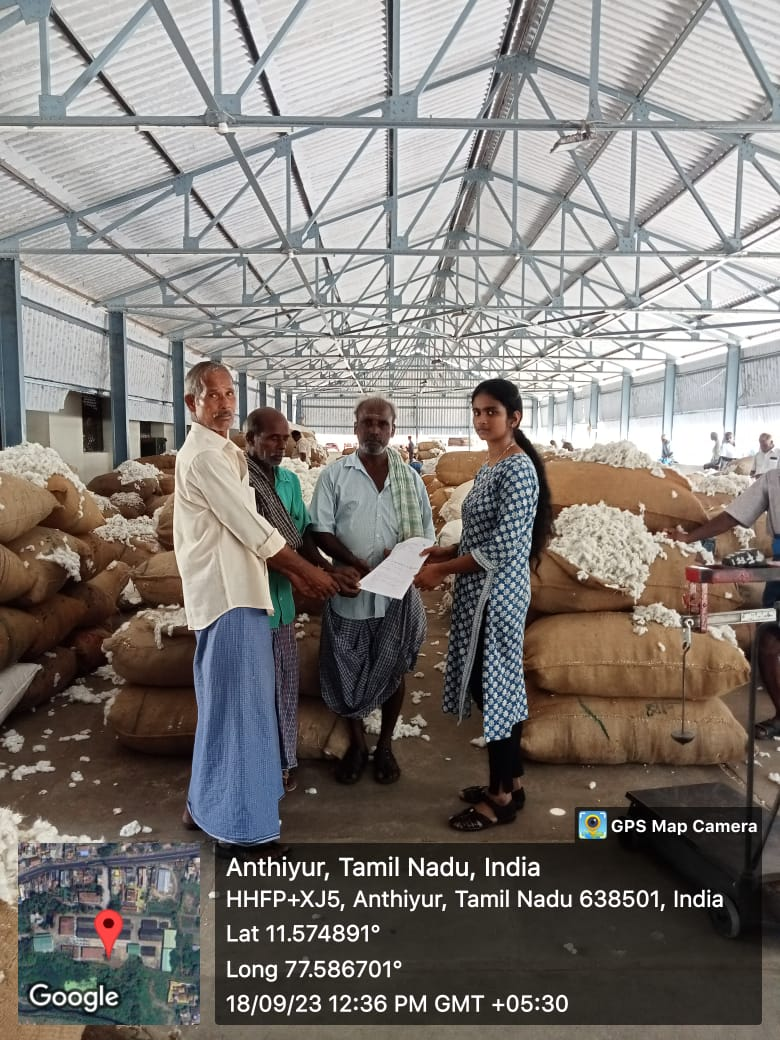 GPS Map Camera
Anthiyur, Tamil Nadu, India
HHFP+XJ5, Anthiyur, Tamil Nadu 638501, India
Lat 11.574891°
Long 77.586701°
18/09/23 12:36 PM GMT +05:30
Google